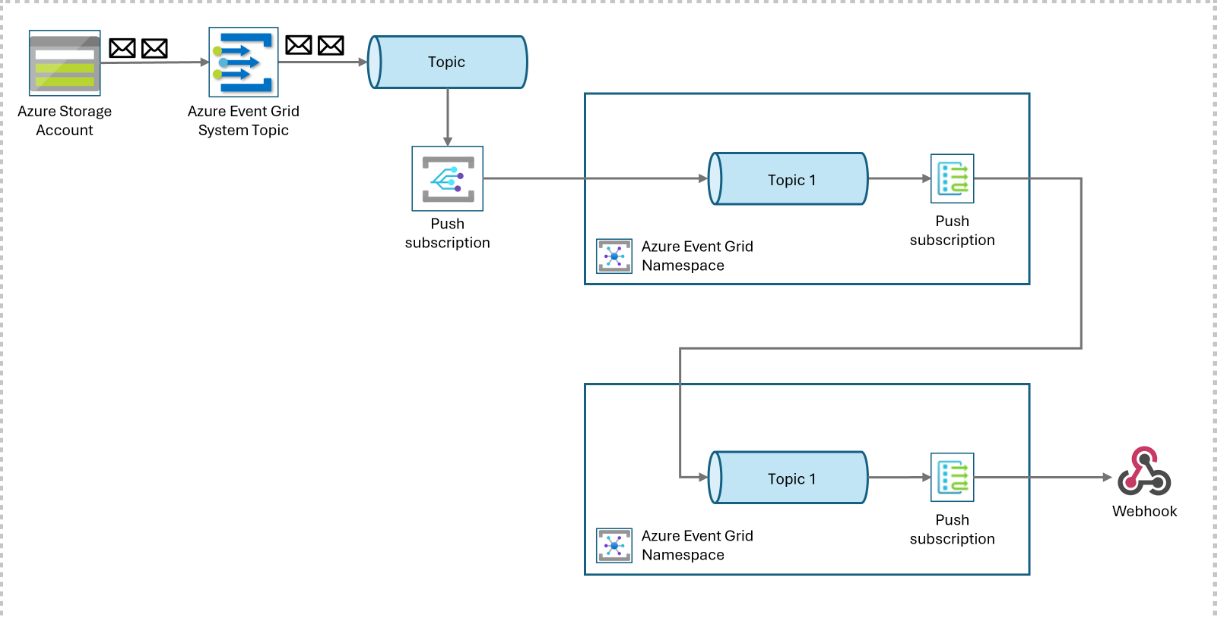 Topic
Azure Storage
Account
Azure Event Grid
System Topic
Topic 1
Push
subscription
Push
subscription
Azure Event Grid
Namespace
Topic 1
Push
subscription
Webhook
Azure Event Grid
Namespace